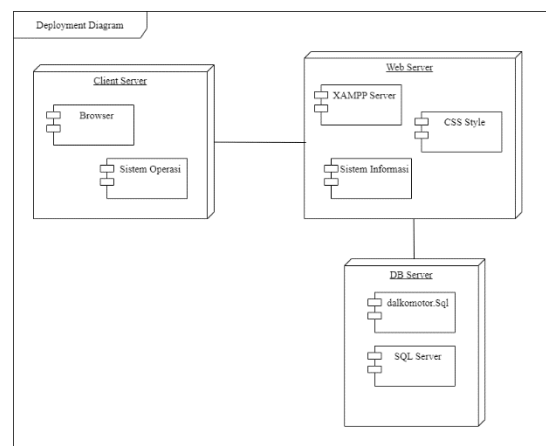 Deployment Diagram
Client Server
Browser
Sistem Operasi
Web Server
XAMPP Server
CSS Style
Sistem Informasi
DB Server
dalkomotor.Sql
SQL Server